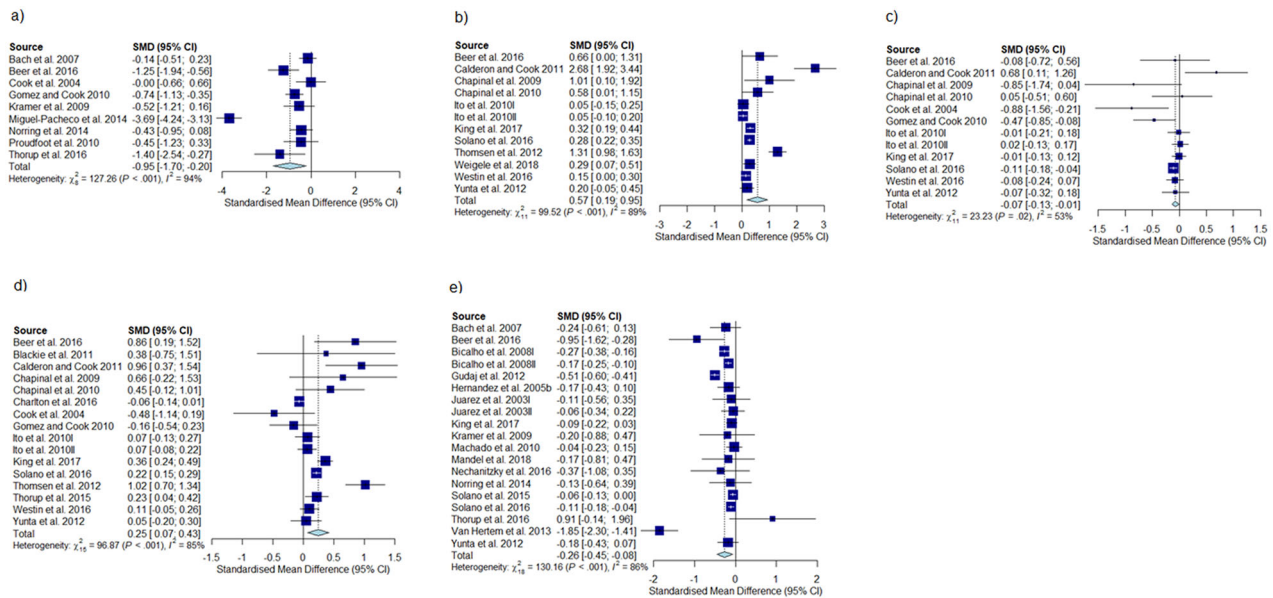 a)
Source SMD (95% CI)
Bach et al. 2007 -0.14 [-0.51; 0.23]
Beer et al. 2016 -1.25 [-1.94; -0.56]
Cook et al. 2004 -0.00 [-0.66; 0.66]
Gomez and Cook 2010 -0.74 [-1.13; -0.35]
Kramer et al. 2009 -0.52 [-1.21; 0.16]
Miguel-Pacheco et al. 2014 -3.69 [-4.24; -3.13]
Norring et al. 2014 -0.43 [-0.95; 0.08]
Proudfoot et al. 2010 -0.45 [-1.23; 0.33]
Thorup et al. 2016 -1.40 [-2.54; -0.27]
Total -0.95 [-1.70; -0.20]
Heterogeneity: χ²₈ = 127.26 (P < .001), I² = 94%
-4 -2 0 2 4
Standardised Mean Difference (95% CI)
b)
Source SMD (95% CI)
Beer et al. 2016 0.66 [ 0.00; 1.31]
Calderon and Cook 2011 2.68 [ 1.92; 3.44]
Chapinal et al. 2009 1.01 [ 0.10; 1.92]
Chapinal et al. 2010 0.58 [ 0.01; 1.15]
Ito et al. 2010I 0.05 [-0.15; 0.25]
Ito et al. 2010II 0.05 [-0.10; 0.20]
King et al. 2017 0.32 [ 0.19; 0.44]
Solano et al. 2016 0.28 [ 0.22; 0.35]
Thomsen et al. 2012 1.31 [ 0.98; 1.63]
Weigele et al. 2018 0.29 [ 0.07; 0.51]
Westin et al. 2016 0.15 [ 0.00; 0.30]
Yunta et al. 2012 0.20 [-0.05; 0.45]
Total 0.57 [ 0.19; 0.95]
Heterogeneity: χ²₁₁ = 99.52 (P < .001), I² = 89%
-3 -2 -1 0 1 2 3
Standardised Mean Difference (95% CI)
c)
Source SMD (95% CI)
Beer et al. 2016 -0.08 [-0.72; 0.56]
Calderon and Cook 2011 0.68 [ 0.11; 1.26]
Chapinal et al. 2009 -0.85 [-1.74; 0.04]
Chapinal et al. 2010 0.05 [-0.51; 0.60]
Cook et al. 2004 -0.88 [-1.56; -0.21]
Gomez and Cook 2010 -0.47 [-0.85; -0.08]
Ito et al. 2010I -0.01 [-0.21; 0.18]
Ito et al. 2010II 0.02 [-0.13; 0.17]
King et al. 2017 -0.01 [-0.13; 0.12]
Solano et al. 2016 -0.11 [-0.18; -0.04]
Westin et al. 2016 -0.08 [-0.24; 0.07]
Yunta et al. 2012 -0.07 [-0.32; 0.18]
Total -0.07 [-0.13; -0.01]
Heterogeneity: χ²₁₁ = 23.23 (P = .02), I² = 53%
-1.5 -1 -0.5 0 0.5 1 1.5
Standardised Mean Difference (95% CI)
d)
Source SMD (95% CI)
Beer et al. 2016 0.86 [ 0.19; 1.52]
Blackie et al. 2011 0.38 [-0.75; 1.51]
Calderon and Cook 2011 0.96 [ 0.37; 1.54]
Chapinal et al. 2009 0.66 [-0.22; 1.53]
Chapinal et al. 2010 0.45 [-0.12; 1.01]
Charlton et al. 2016 -0.06 [-0.14; 0.01]
Cook et al. 2004 -0.48 [-1.14; 0.19]
Gomez and Cook 2010 -0.16 [-0.54; 0.23]
Ito et al. 2010I 0.07 [-0.13; 0.27]
Ito et al. 2010II 0.07 [-0.08; 0.22]
King et al. 2017 0.36 [ 0.24; 0.49]
Solano et al. 2016 0.22 [ 0.15; 0.29]
Thomsen et al. 2012 1.02 [ 0.70; 1.34]
Thorup et al. 2015 0.23 [ 0.04; 0.42]
Westin et al. 2016 0.11 [-0.05; 0.26]
Yunta et al. 2012 0.05 [-0.20; 0.30]
Total 0.25 [ 0.07; 0.43]
Heterogeneity: χ²₁₅ = 96.87 (P < .001), I² = 85%
-1.5 -1 -0.5 0 0.5 1 1.5
Standardised Mean Difference (95% CI)
e)
Source SMD (95% CI)
Bach et al. 2007 -0.24 [-0.61; 0.13]
Beer et al. 2016 -0.95 [-1.62; -0.28]
Bicalho et al. 2008I -0.27 [-0.38; -0.16]
Bicalho et al. 2008II -0.17 [-0.25; -0.10]
Gudaj et al. 2012 -0.51 [-0.60; -0.41]
Hernandez et al. 2005b -0.17 [-0.43; 0.10]
Juarez et al. 2003I -0.11 [-0.56; 0.35]
Juarez et al. 2003II -0.06 [-0.34; 0.22]
King et al. 2017 -0.09 [-0.22; 0.03]
Kramer et al. 2009 -0.20 [-0.88; 0.47]
Machado et al. 2010 -0.04 [-0.23; 0.15]
Mandel et al. 2018 -0.17 [-0.81; 0.47]
Nechanitzky et al. 2016 -0.37 [-1.08; 0.35]
Norring et al. 2014 -0.13 [-0.64; 0.39]
Solano et al. 2015 -0.06 [-0.13; 0.00]
Solano et al. 2016 -0.11 [-0.18; -0.04]
Thorup et al. 2016 0.91 [-0.14; 1.96]
Van Hertem et al. 2013 -1.85 [-2.30; -1.41]
Yunta et al. 2012 -0.18 [-0.43; 0.07]
Total -0.26 [-0.45; -0.08]
Heterogeneity: χ²₁₈ = 130.16 (P < .001), I² = 86%
-2 -1 0 1 2
Standardised Mean Difference (95% CI)